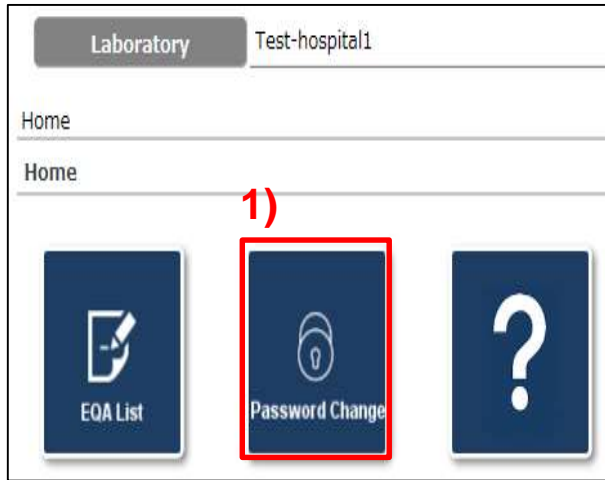 Laboratory Test-hospital1
Home
Home
1)
EQA List Password Change ?